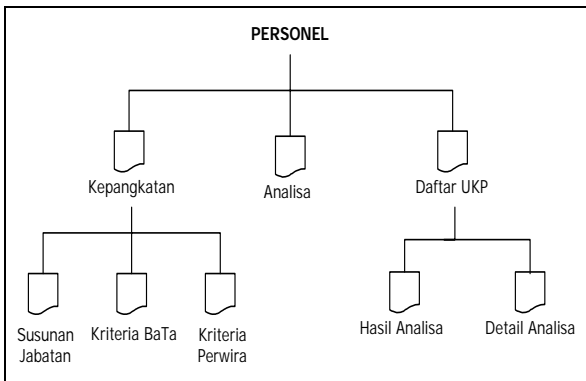 PERSONEL
Kepangkatan
Analisa
Daftar UKP
Susunan
Jabatan
Kriteria BaTa
Kriteria
Perwira
Hasil Analisa
Detail Analisa